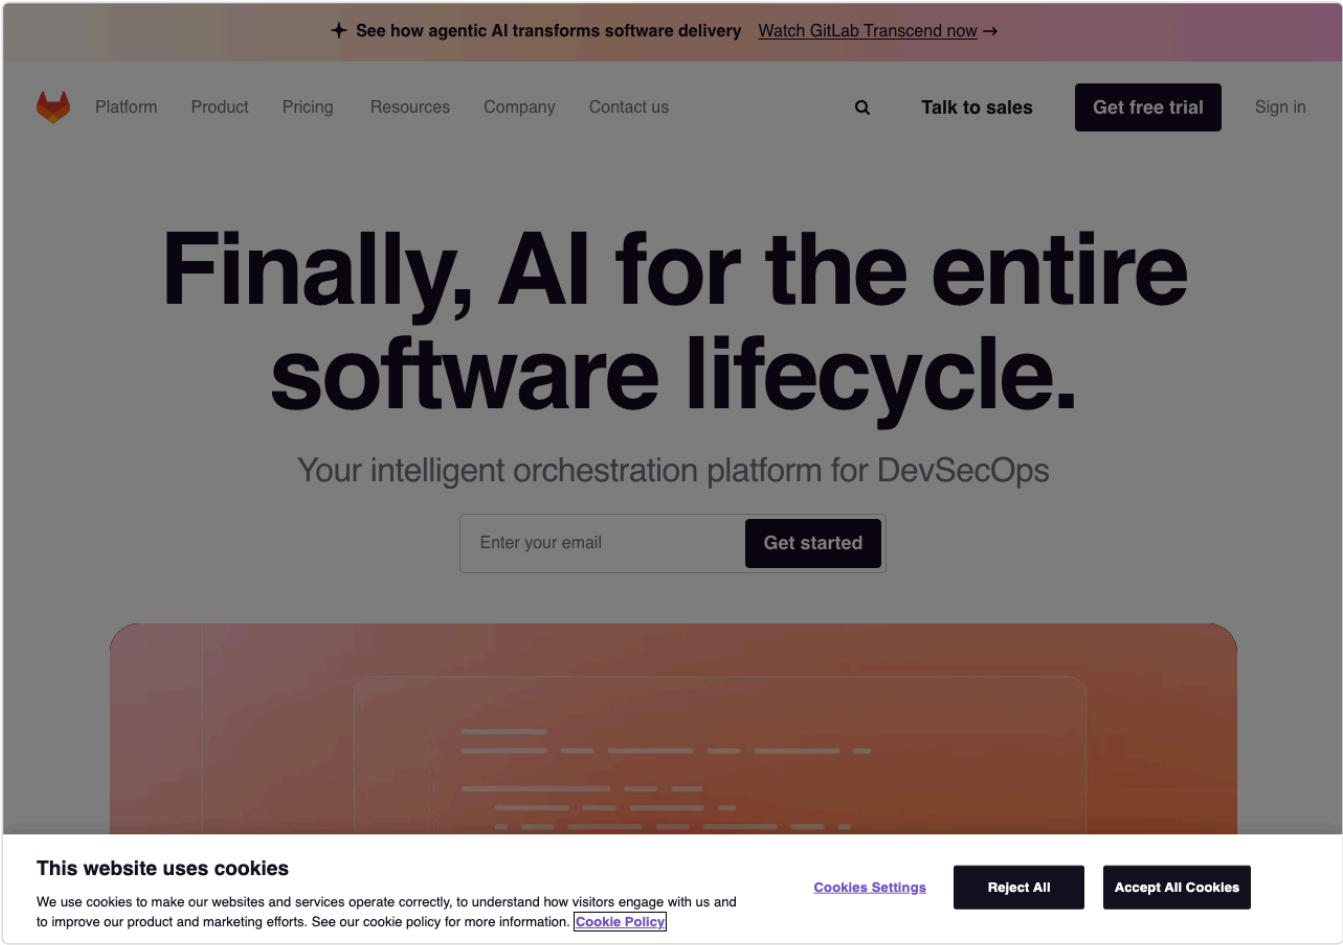 See how agentic AI transforms software delivery Watch GitLab Transcend now →
Platform Product Pricing Resources Company Contact us Talk to sales Get free trial Sign in
Finally, AI for the entire
software lifecycle.
Your intelligent orchestration platform for DevSecOps
Enter your email Get started
This website uses cookies
We use cookies to make our websites and services operate correctly, to understand how visitors engage with us and
to improve our product and marketing efforts. See our cookie policy for more information. Cookie Policy
Cookies Settings Reject All Accept All Cookies